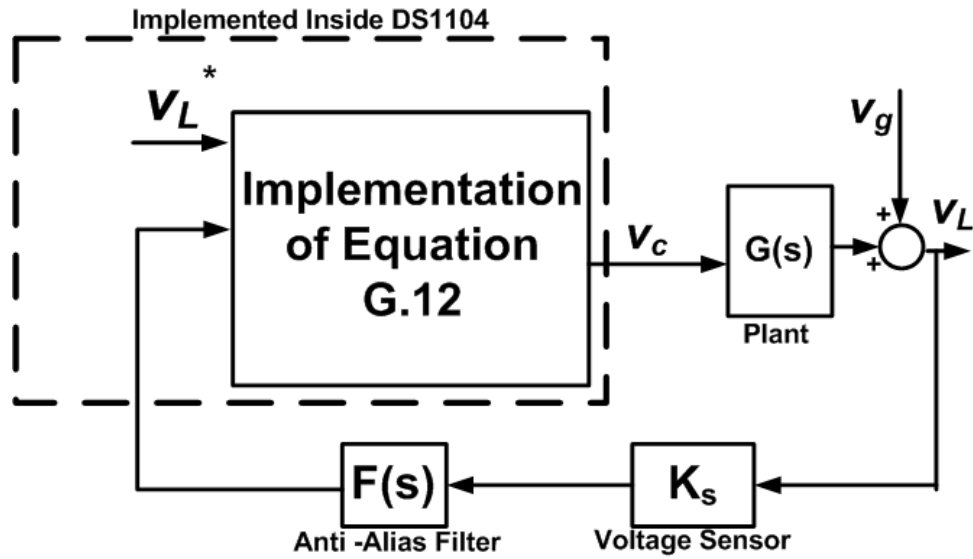 Implemented Inside DS1104
v_L*
Implementation
of Equation
G.12
v_c
G(s)
Plant
v_g
+
+
v_L
F(s)
Anti -Alias Filter
K_s
Voltage Sensor